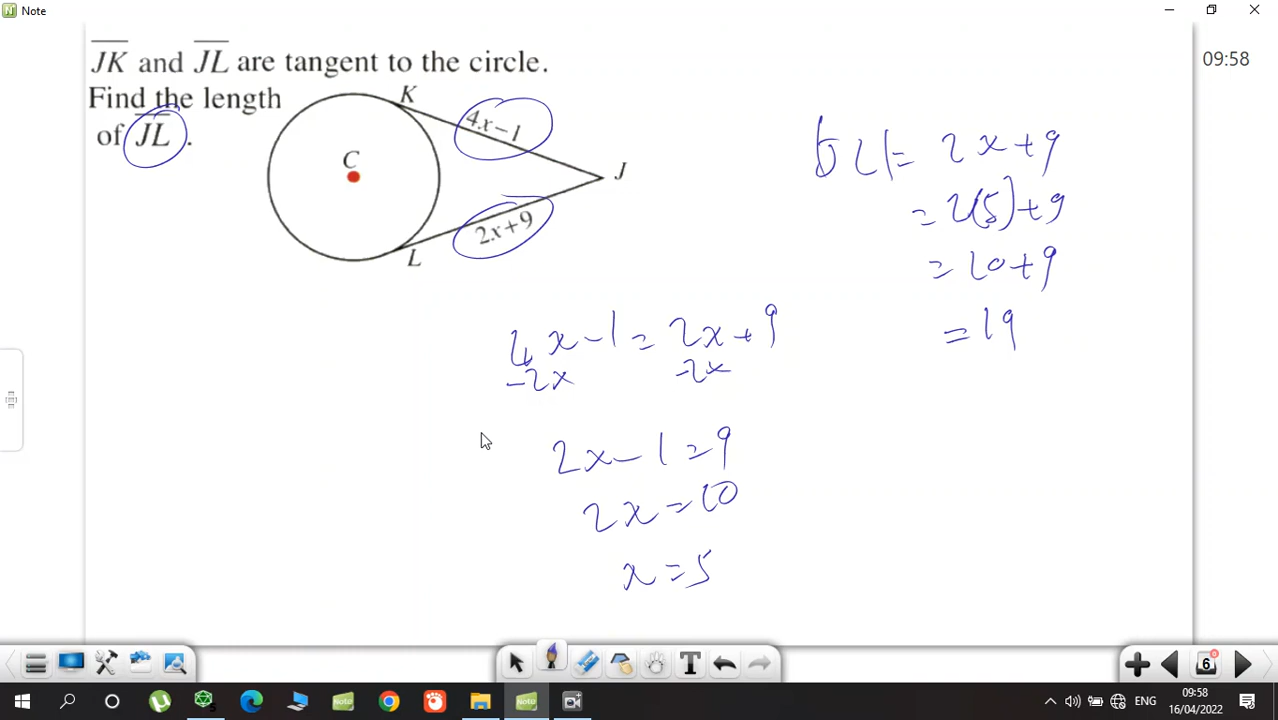 Note
JK and JL are tangent to the circle.
Find the length
of JL.
K
4x−1
C
J
2x+9
L
09:58
|JL|= 2x+9
= 2(5)+9
= 10+9
= 19
4x−1=2x+9
−2x −2x
2x−1=9
2x=10
x=5
T
6
Note
Note
ENG
09:58
16/04/2022